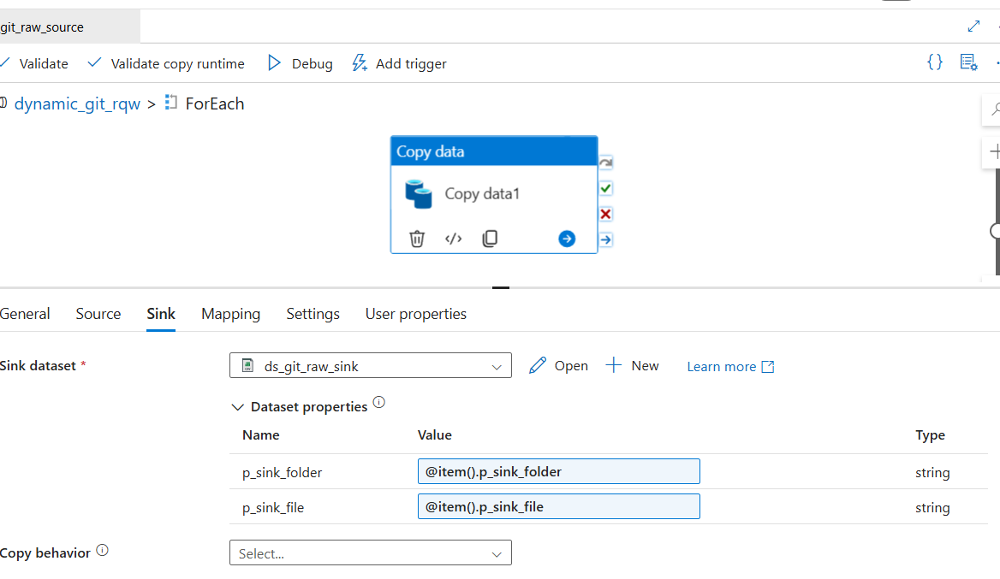 git_raw_source
Validate Validate copy runtime Debug Add trigger {}
dynamic_git_rqw > ForEach
Copy data
Copy data1
General Source Sink Mapping Settings User properties
Sink dataset * ds_git_raw_sink Open New Learn more
Dataset properties
Name Value Type
p_sink_folder @item().p_sink_folder string
p_sink_file @item().p_sink_file string
Copy behavior Select...